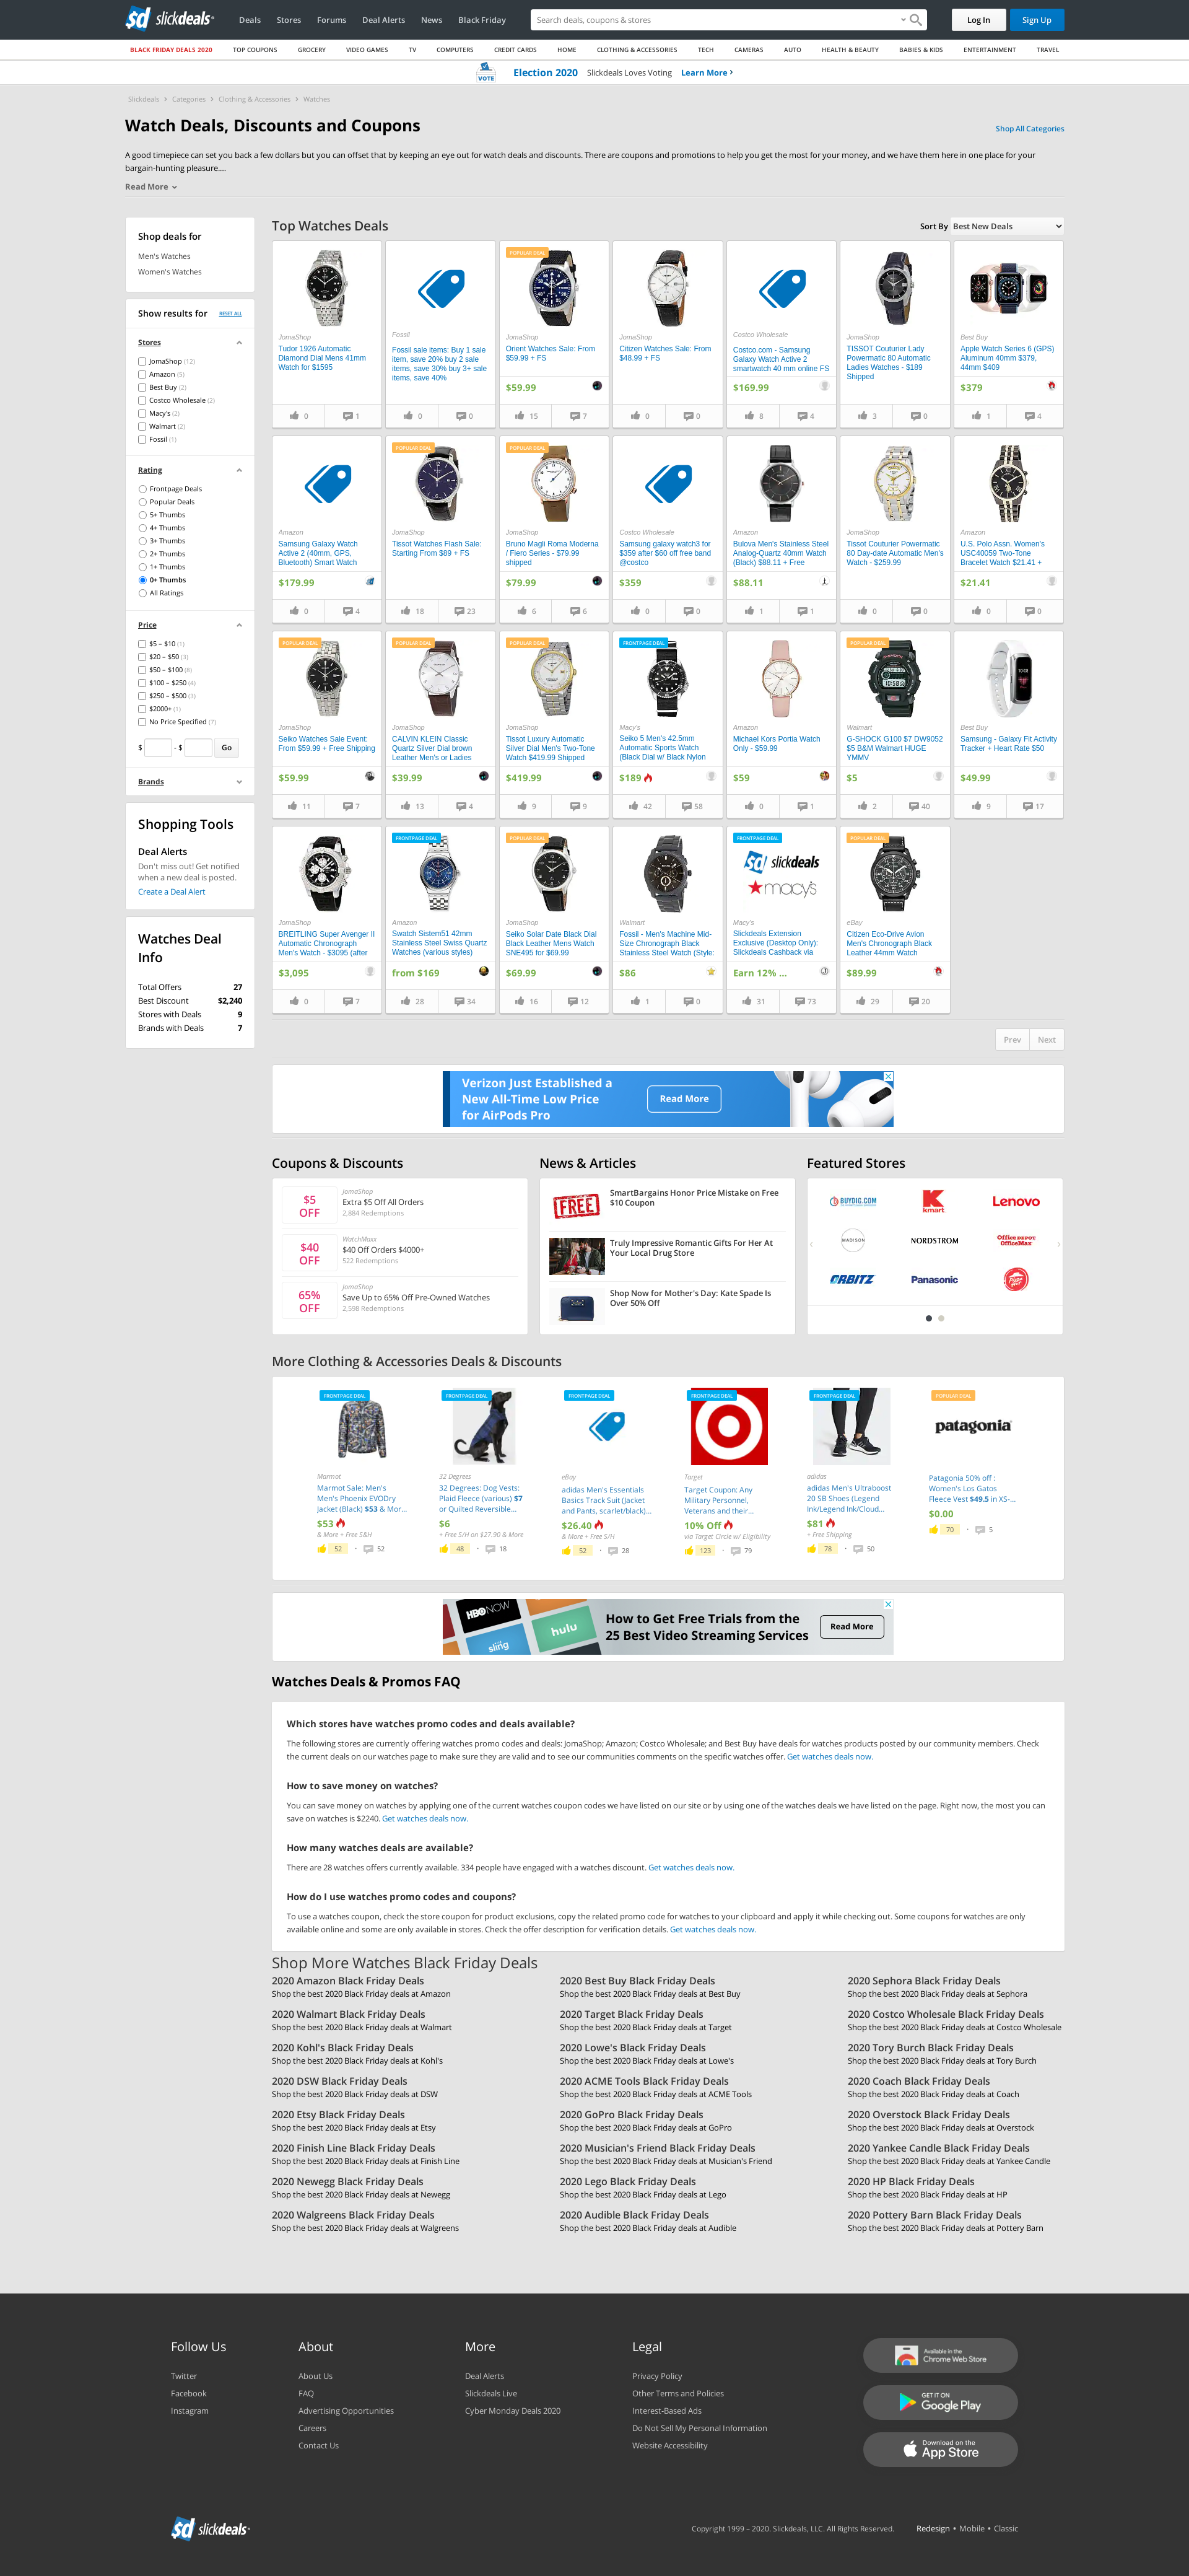 sd slickdeals
Deals Stores Forums Deal Alerts News Black Friday
Search deals, coupons & stores
Log In
Sign Up
BLACK FRIDAY DEALS 2020 TOP COUPONS GROCERY VIDEO GAMES TV COMPUTERS CREDIT CARDS HOME CLOTHING & ACCESSORIES TECH CAMERAS AUTO HEALTH & BEAUTY BABIES & KIDS ENTERTAINMENT TRAVEL
VOTE Election 2020 Slickdeals Loves Voting Learn More
Slickdeals Categories Clothing & Accessories Watches
Watch Deals, Discounts and Coupons
Shop All Categories
A good timepiece can set you back a few dollars but you can offset that by keeping an eye out for watch deals and discounts. There are coupons and promotions to help you get the most for your money, and we have them here in one place for your
bargain-hunting pleasure....
Read More
Shop deals for
Men's Watches
Women's Watches
Show results for RESET ALL
Stores
JomaShop (12)
Amazon (5)
Best Buy (2)
Costco Wholesale (2)
Macy's (2)
Walmart (2)
Fossil (1)
Rating
Frontpage Deals
Popular Deals
5+ Thumbs
4+ Thumbs
3+ Thumbs
2+ Thumbs
1+ Thumbs
0+ Thumbs
All Ratings
Price
$5 – $10 (1)
$20 – $50 (3)
$50 – $100 (8)
$100 – $250 (4)
$250 – $500 (3)
$2000+ (1)
No Price Specified (7)
$ - $ Go
Brands
Shopping Tools
Deal Alerts
Don't miss out! Get notified
when a new deal is posted.
Create a Deal Alert
Watches Deal
Info
Total Offers 27
Best Discount $2,240
Stores with Deals 9
Brands with Deals 7
Top Watches Deals
Sort By Best New Deals
JomaShop
Tudor 1926 Automatic
Diamond Dial Mens 41mm
Watch for $1595
0 1
Fossil
Fossil sale items: Buy 1 sale
item, save 20% buy 2 sale
items, save 30% buy 3+ sale
items, save 40%
0 0
POPULAR DEAL
JomaShop
Orient Watches Sale: From
$59.99 + FS
$59.99
15 7
JomaShop
Citizen Watches Sale: From
$48.99 + FS
0 0
Costco Wholesale
Costco.com - Samsung
Galaxy Watch Active 2
smartwatch 40 mm online FS
$169.99
8 4
JomaShop
TISSOT Couturier Lady
Powermatic 80 Automatic
Ladies Watches - $189
Shipped
3 0
Best Buy
Apple Watch Series 6 (GPS)
Aluminum 40mm $379,
44mm $409
$379
1 4
Amazon
Samsung Galaxy Watch
Active 2 (40mm, GPS,
Bluetooth) Smart Watch
$179.99
0 4
POPULAR DEAL
JomaShop
Tissot Watches Flash Sale:
Starting From $89 + FS
18 23
POPULAR DEAL
JomaShop
Bruno Magli Roma Moderna
/ Fiero Series - $79.99
shipped
$79.99
6 6
Costco Wholesale
Samsung galaxy watch3 for
$359 after $60 off free band
@costco
$359
0 0
Amazon
Bulova Men's Stainless Steel
Analog-Quartz 40mm Watch
(Black) $88.11 + Free
$88.11
1 1
JomaShop
Tissot Couturier Powermatic
80 Day-date Automatic Men's
Watch - $259.99
0 0
Amazon
U.S. Polo Assn. Women's
USC40059 Two-Tone
Bracelet Watch $21.41 +
$21.41
0 0
POPULAR DEAL
JomaShop
Seiko Watches Sale Event:
From $59.99 + Free Shipping
$59.99
11 7
POPULAR DEAL
JomaShop
CALVIN KLEIN Classic
Quartz Silver Dial brown
Leather Men's or Ladies
$39.99
13 4
POPULAR DEAL
JomaShop
Tissot Luxury Automatic
Silver Dial Men's Two-Tone
Watch $419.99 Shipped
$419.99
9 9
FRONTPAGE DEAL
Macy's
Seiko 5 Men's 42.5mm
Automatic Sports Watch
(Black Dial w/ Black Nylon
$189
42 58
Amazon
Michael Kors Portia Watch
Only - $59.99
$59
0 1
POPULAR DEAL
Walmart
G-SHOCK G100 $7 DW9052
$5 B&M Walmart HUGE
YMMV
$5
2 40
Best Buy
Samsung - Galaxy Fit Activity
Tracker + Heart Rate $50
$49.99
9 17
JomaShop
BREITLING Super Avenger II
Automatic Chronograph
Men's Watch - $3095 (after
$3,095
0 7
FRONTPAGE DEAL
Amazon
Swatch Sistem51 42mm
Stainless Steel Swiss Quartz
Watches (various styles)
from $169
28 34
POPULAR DEAL
JomaShop
Seiko Solar Date Black Dial
Black Leather Mens Watch
SNE495 for $69.99
$69.99
16 12
Walmart
Fossil - Men's Machine Mid-
Size Chronograph Black
Stainless Steel Watch (Style:
$86
1 0
FRONTPAGE DEAL
sd slickdeals
macy's
Macy's
Slickdeals Extension
Exclusive (Desktop Only):
Slickdeals Cashback via
Earn 12% ...
31 73
POPULAR DEAL
eBay
Citizen Eco-Drive Avion
Men's Chronograph Black
Leather 44mm Watch
$89.99
29 20
Prev Next
Verizon Just Established a
New All-Time Low Price
for AirPods Pro
Read More
Coupons & Discounts
$5
OFF
JomaShop
Extra $5 Off All Orders
2,884 Redemptions
$40
OFF
WatchMaxx
$40 Off Orders $4000+
522 Redemptions
65%
OFF
JomaShop
Save Up to 65% Off Pre-Owned Watches
2,598 Redemptions
News & Articles
FREE
SmartBargains Honor Price Mistake on Free
$10 Coupon
Truly Impressive Romantic Gifts For Her At
Your Local Drug Store
Shop Now for Mother's Day: Kate Spade Is
Over 50% Off
Featured Stores
BUYDIG.COM Kmart Lenovo
MADISON NORDSTROM Office DEPOT OfficeMax
ORBITZ Panasonic Pizza Hut
More Clothing & Accessories Deals & Discounts
FRONTPAGE DEAL
Marmot
Marmot Sale: Men's
Men's Phoenix EVODry
Jacket (Black) $53 & Mor...
$53
& More + Free S&H
52 52
FRONTPAGE DEAL
32 Degrees
32 Degrees: Dog Vests:
Plaid Fleece (various) $7
or Quilted Reversible...
$6
+ Free S/H on $27.90 & More
48 18
FRONTPAGE DEAL
eBay
adidas Men's Essentials
Basics Track Suit (Jacket
and Pants, scarlet/black)...
$26.40
& More + Free S/H
52 28
FRONTPAGE DEAL
Target
Target Coupon: Any
Military Personnel,
Veterans and their...
10% Off
via Target Circle w/ Eligibility
123 79
FRONTPAGE DEAL
adidas
adidas Men's Ultraboost
20 SB Shoes (Legend
Ink/Legend Ink/Cloud...
$81
+ Free Shipping
78 50
POPULAR DEAL
patagonia
Patagonia 50% off :
Women's Los Gatos
Fleece Vest $49.5 in XS-...
$0.00
70 5
HBO NOW
sling
hulu
How to Get Free Trials from the
25 Best Video Streaming Services
Read More
Watches Deals & Promos FAQ
Which stores have watches promo codes and deals available?
The following stores are currently offering watches promo codes and deals: JomaShop; Amazon; Costco Wholesale; and Best Buy have deals for watches products posted by our community members. Check
the current deals on our watches page to make sure they are valid and to see our communities comments on the specific watches offer. Get watches deals now.
How to save money on watches?
You can save money on watches by applying one of the current watches coupon codes we have listed on our site or by using one of the watches deals we have listed on the page. Right now, the most you can
save on watches is $2240. Get watches deals now.
How many watches deals are available?
There are 28 watches offers currently available. 334 people have engaged with a watches discount. Get watches deals now.
How do I use watches promo codes and coupons?
To use a watches coupon, check the store coupon for product exclusions, copy the related promo code for watches to your clipboard and apply it while checking out. Some coupons for watches are only
available online and some are only available in stores. Check the offer description for verification details. Get watches deals now.
Shop More Watches Black Friday Deals
2020 Amazon Black Friday Deals
Shop the best 2020 Black Friday deals at Amazon
2020 Best Buy Black Friday Deals
Shop the best 2020 Black Friday deals at Best Buy
2020 Sephora Black Friday Deals
Shop the best 2020 Black Friday deals at Sephora
2020 Walmart Black Friday Deals
Shop the best 2020 Black Friday deals at Walmart
2020 Target Black Friday Deals
Shop the best 2020 Black Friday deals at Target
2020 Costco Wholesale Black Friday Deals
Shop the best 2020 Black Friday deals at Costco Wholesale
2020 Kohl's Black Friday Deals
Shop the best 2020 Black Friday deals at Kohl's
2020 Lowe's Black Friday Deals
Shop the best 2020 Black Friday deals at Lowe's
2020 Tory Burch Black Friday Deals
Shop the best 2020 Black Friday deals at Tory Burch
2020 DSW Black Friday Deals
Shop the best 2020 Black Friday deals at DSW
2020 ACME Tools Black Friday Deals
Shop the best 2020 Black Friday deals at ACME Tools
2020 Coach Black Friday Deals
Shop the best 2020 Black Friday deals at Coach
2020 Etsy Black Friday Deals
Shop the best 2020 Black Friday deals at Etsy
2020 GoPro Black Friday Deals
Shop the best 2020 Black Friday deals at GoPro
2020 Overstock Black Friday Deals
Shop the best 2020 Black Friday deals at Overstock
2020 Finish Line Black Friday Deals
Shop the best 2020 Black Friday deals at Finish Line
2020 Musician's Friend Black Friday Deals
Shop the best 2020 Black Friday deals at Musician's Friend
2020 Yankee Candle Black Friday Deals
Shop the best 2020 Black Friday deals at Yankee Candle
2020 Newegg Black Friday Deals
Shop the best 2020 Black Friday deals at Newegg
2020 Lego Black Friday Deals
Shop the best 2020 Black Friday deals at Lego
2020 HP Black Friday Deals
Shop the best 2020 Black Friday deals at HP
2020 Walgreens Black Friday Deals
Shop the best 2020 Black Friday deals at Walgreens
2020 Audible Black Friday Deals
Shop the best 2020 Black Friday deals at Audible
2020 Pottery Barn Black Friday Deals
Shop the best 2020 Black Friday deals at Pottery Barn
Follow Us
Twitter
Facebook
Instagram
About
About Us
FAQ
Advertising Opportunities
Careers
Contact Us
More
Deal Alerts
Slickdeals Live
Cyber Monday Deals 2020
Legal
Privacy Policy
Other Terms and Policies
Interest-Based Ads
Do Not Sell My Personal Information
Website Accessibility
Available in the
Chrome Web Store
GET IT ON
Google Play
Download on the
App Store
sd slickdeals
Copyright 1999 – 2020. Slickdeals, LLC. All Rights Reserved. Redesign • Mobile • Classic